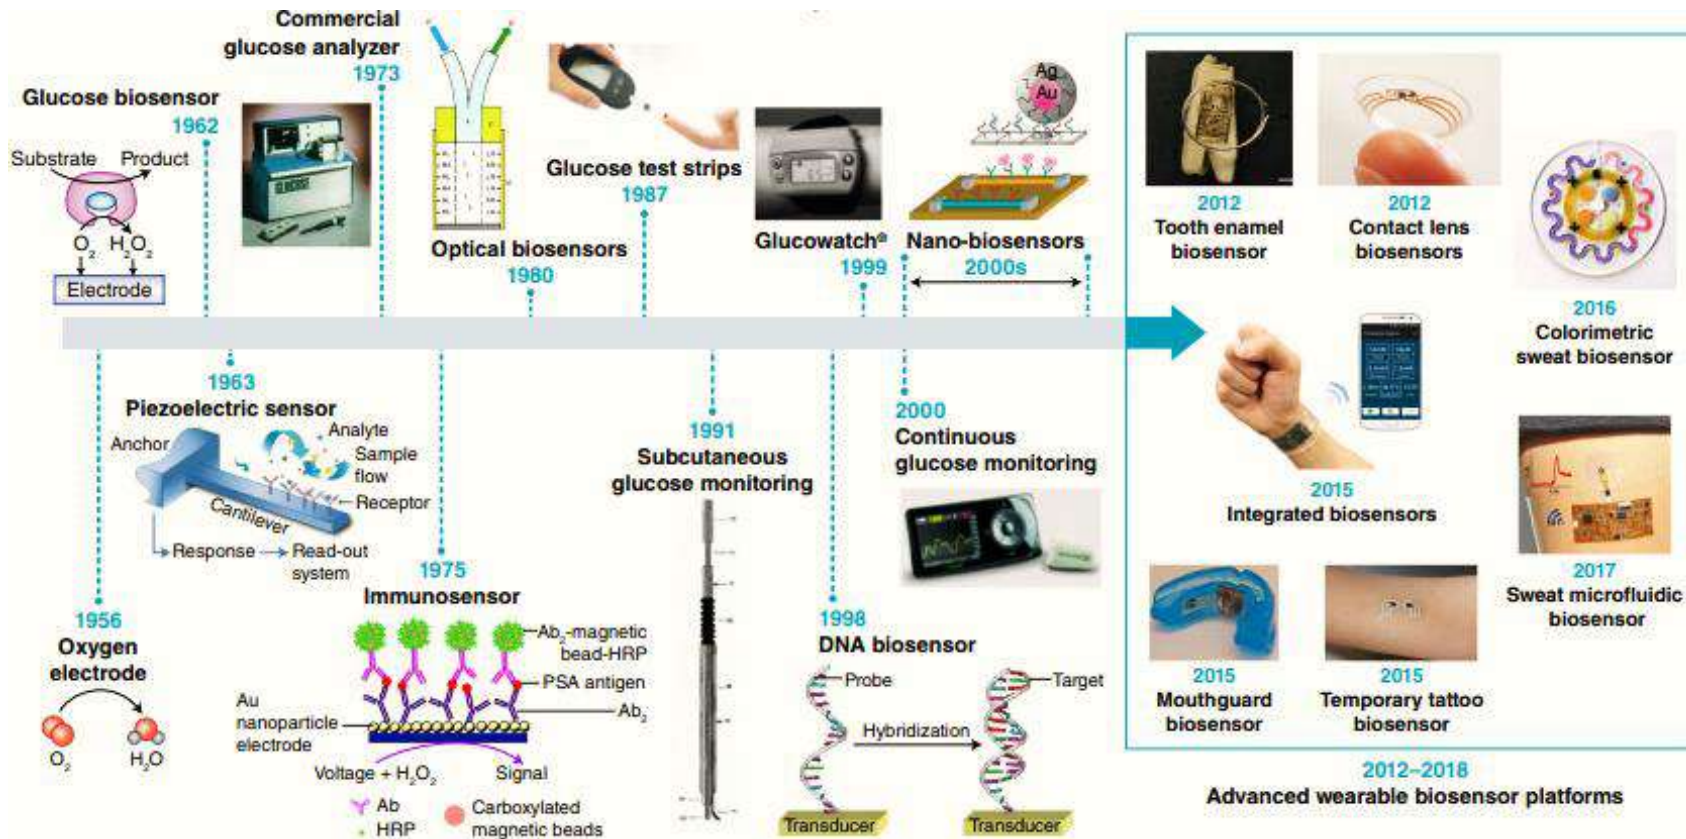 Commercial
glucose analyzer
1973
Glucose biosensor
1962
Substrate
Product
O₂
H₂O₂
Electrode
GLUCOSE
Optical biosensors
1980
Glucose test strips
1987
Glucowatch®
1999
Ag
Au
Nano-biosensors
2000s
1963
Piezoelectric sensor
Anchor
Analyte
Sample
flow
Receptor
Cantilever
Response
Read-out
system
1956
Oxygen
electrode
O₂
H₂O
1975
Immunosensor
Ab₂-magnetic
bead-HRP
PSA antigen
Ab₂
Au
nanoparticle
electrode
Voltage + H₂O₂
Signal
Ab
HRP
Carboxylated
magnetic beads
1991
Subcutaneous
glucose monitoring
1998
DNA biosensor
Probe
Target
Hybridization
Transducer
Transducer
2000
Continuous
glucose monitoring
2012
Tooth enamel
biosensor
2012
Contact lens
biosensors
2016
Colorimetric
sweat biosensor
2015
Integrated biosensors
2017
Sweat microfluidic
biosensor
2015
Mouthguard
biosensor
2015
Temporary tattoo
biosensor
2012–2018
Advanced wearable biosensor platforms